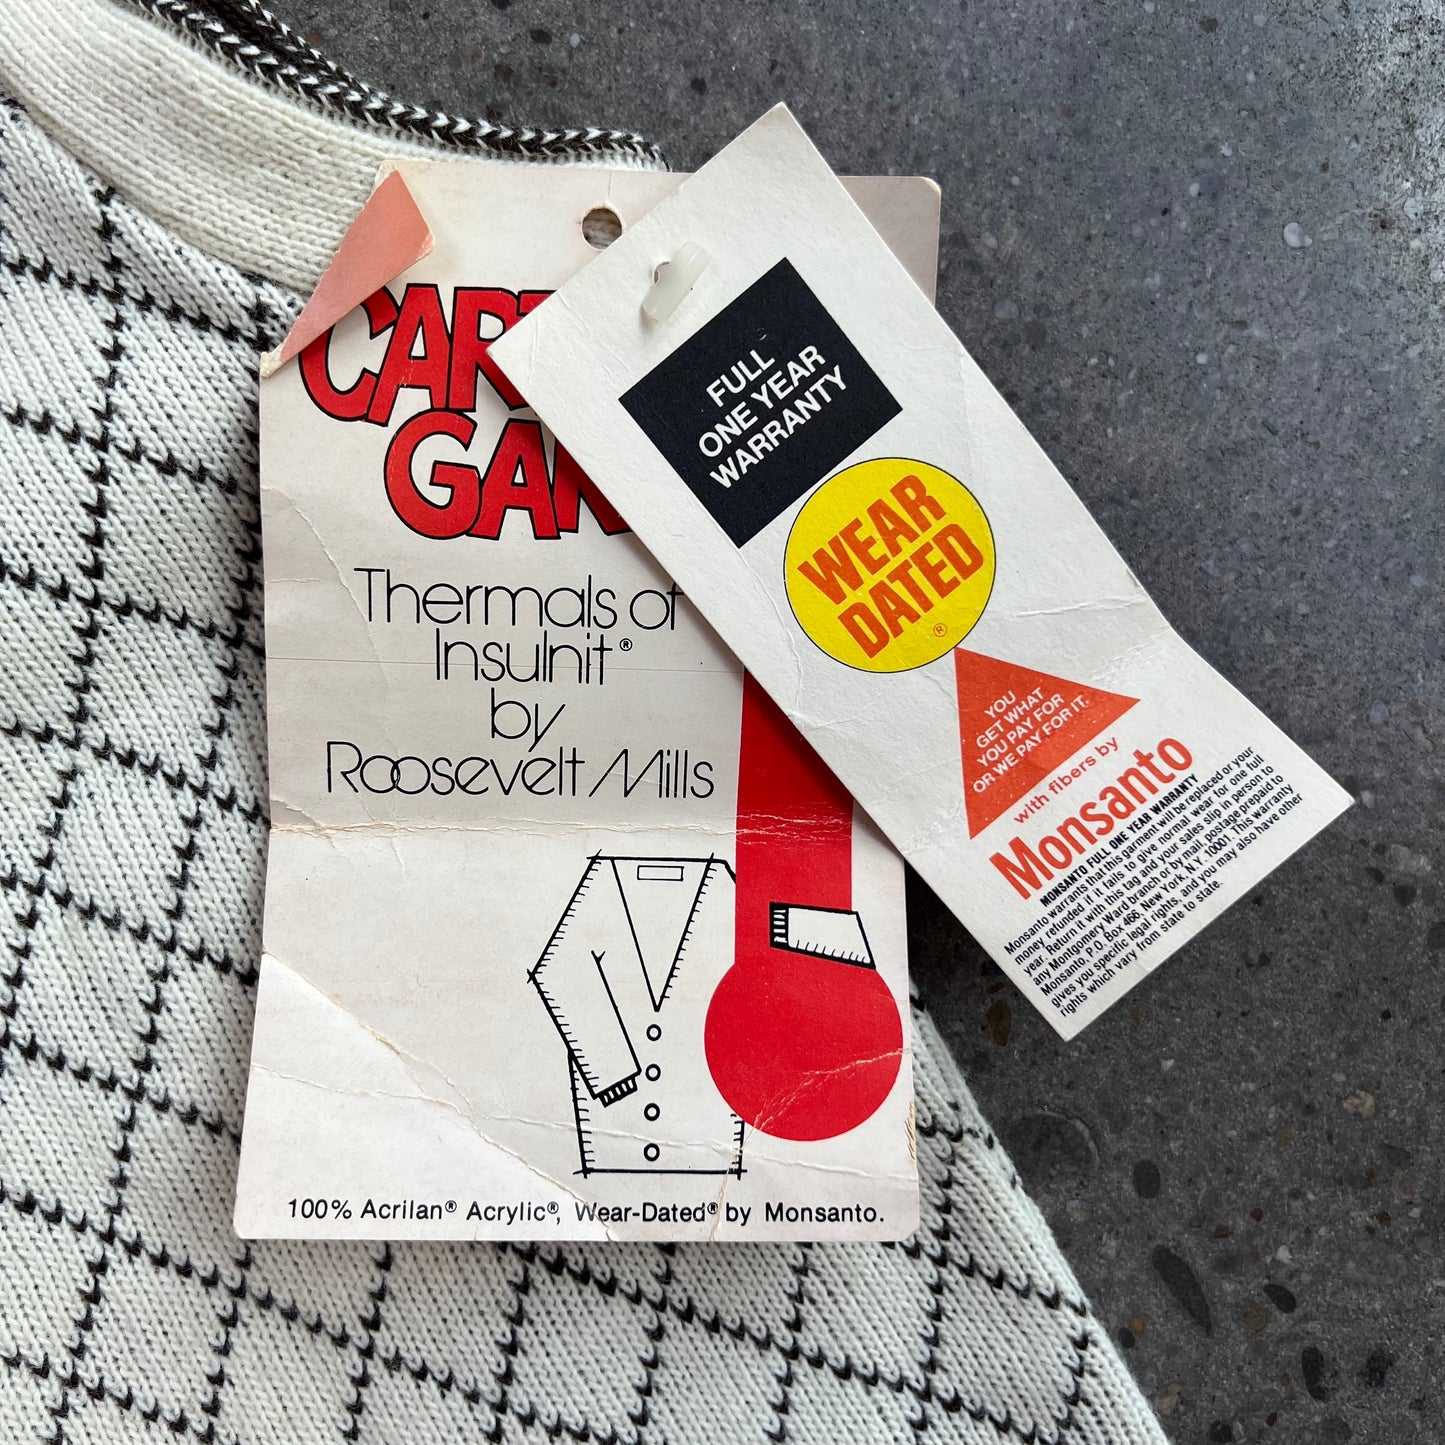 Thermals of
Insulnit®
by
Roosevelt Mills
100% Acrilan® Acrylic®, Wear-Dated® by Monsanto.
FULL
ONE YEAR
WARRANTY
WEAR
DATED
®
YOU
GET WHAT
YOU PAY FOR
OR WE PAY FOR IT.
with fibers by
Monsanto
MONSANTO FULL ONE YEAR WARRANTY
Monsanto warrants that this garment will be replaced or your
money refunded, if it fails to give normal wear for one full
year. Return it with this tag and your sales slip in person to
any Montgomery Ward branch or by mail, postage prepaid to
Monsanto, P.O. Box 466, New York, N.Y. 10001. This warranty
gives you specific legal rights, and you may also have other
rights which vary from state to state.